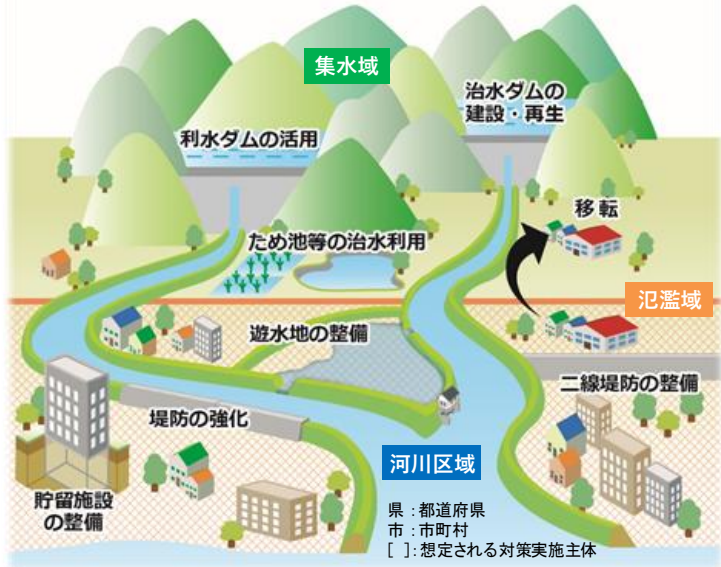 集水域
治水ダムの
建設・再生
利水ダムの活用
移転
ため池等の治水利用
氾濫域
遊水地の整備
二線堤防の整備
堤防の強化
河川区域
貯留施設
の整備
県：都道府県
市：市町村
[ ]：想定される対策実施主体